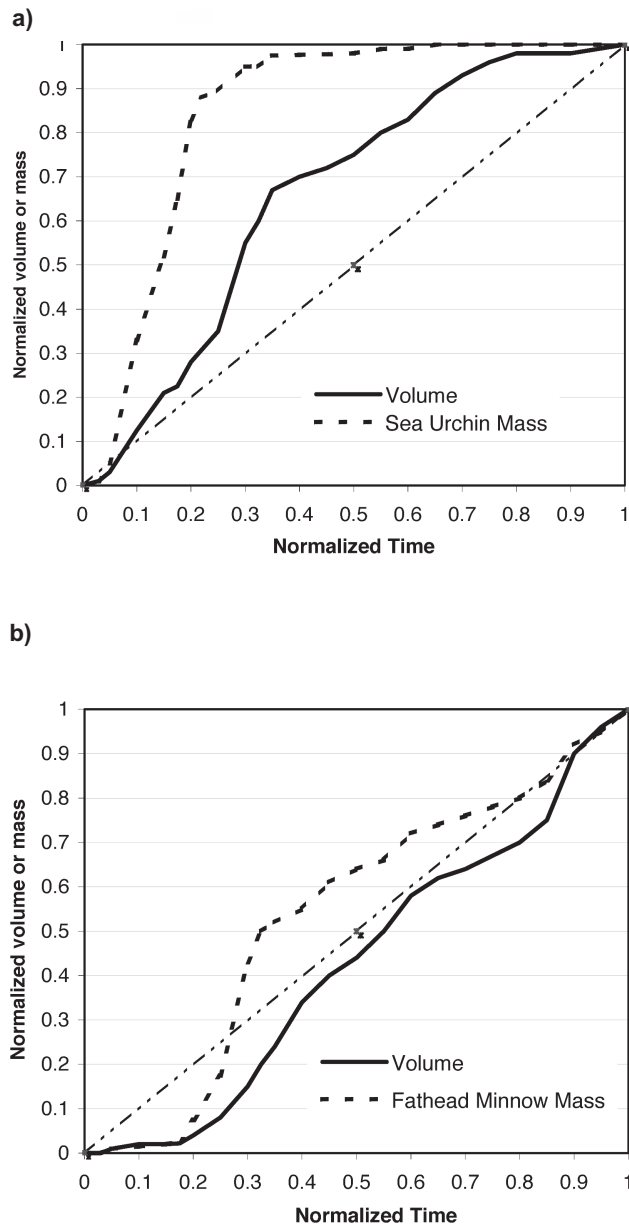 a)
Normalized volume or mass
1
0.9
0.8
0.7
0.6
0.5
0.4
0.3
0.2
0.1
0
Volume
Sea Urchin Mass
0 0.1 0.2 0.3 0.4 0.5 0.6 0.7 0.8 0.9 1
Normalized Time
b)
Normalized volume or mass
1
0.9
0.8
0.7
0.6
0.5
0.4
0.3
0.2
0.1
0
Volume
Fathead Minnow Mass
0 0.1 0.2 0.3 0.4 0.5 0.6 0.7 0.8 0.9 1
Normalized Time